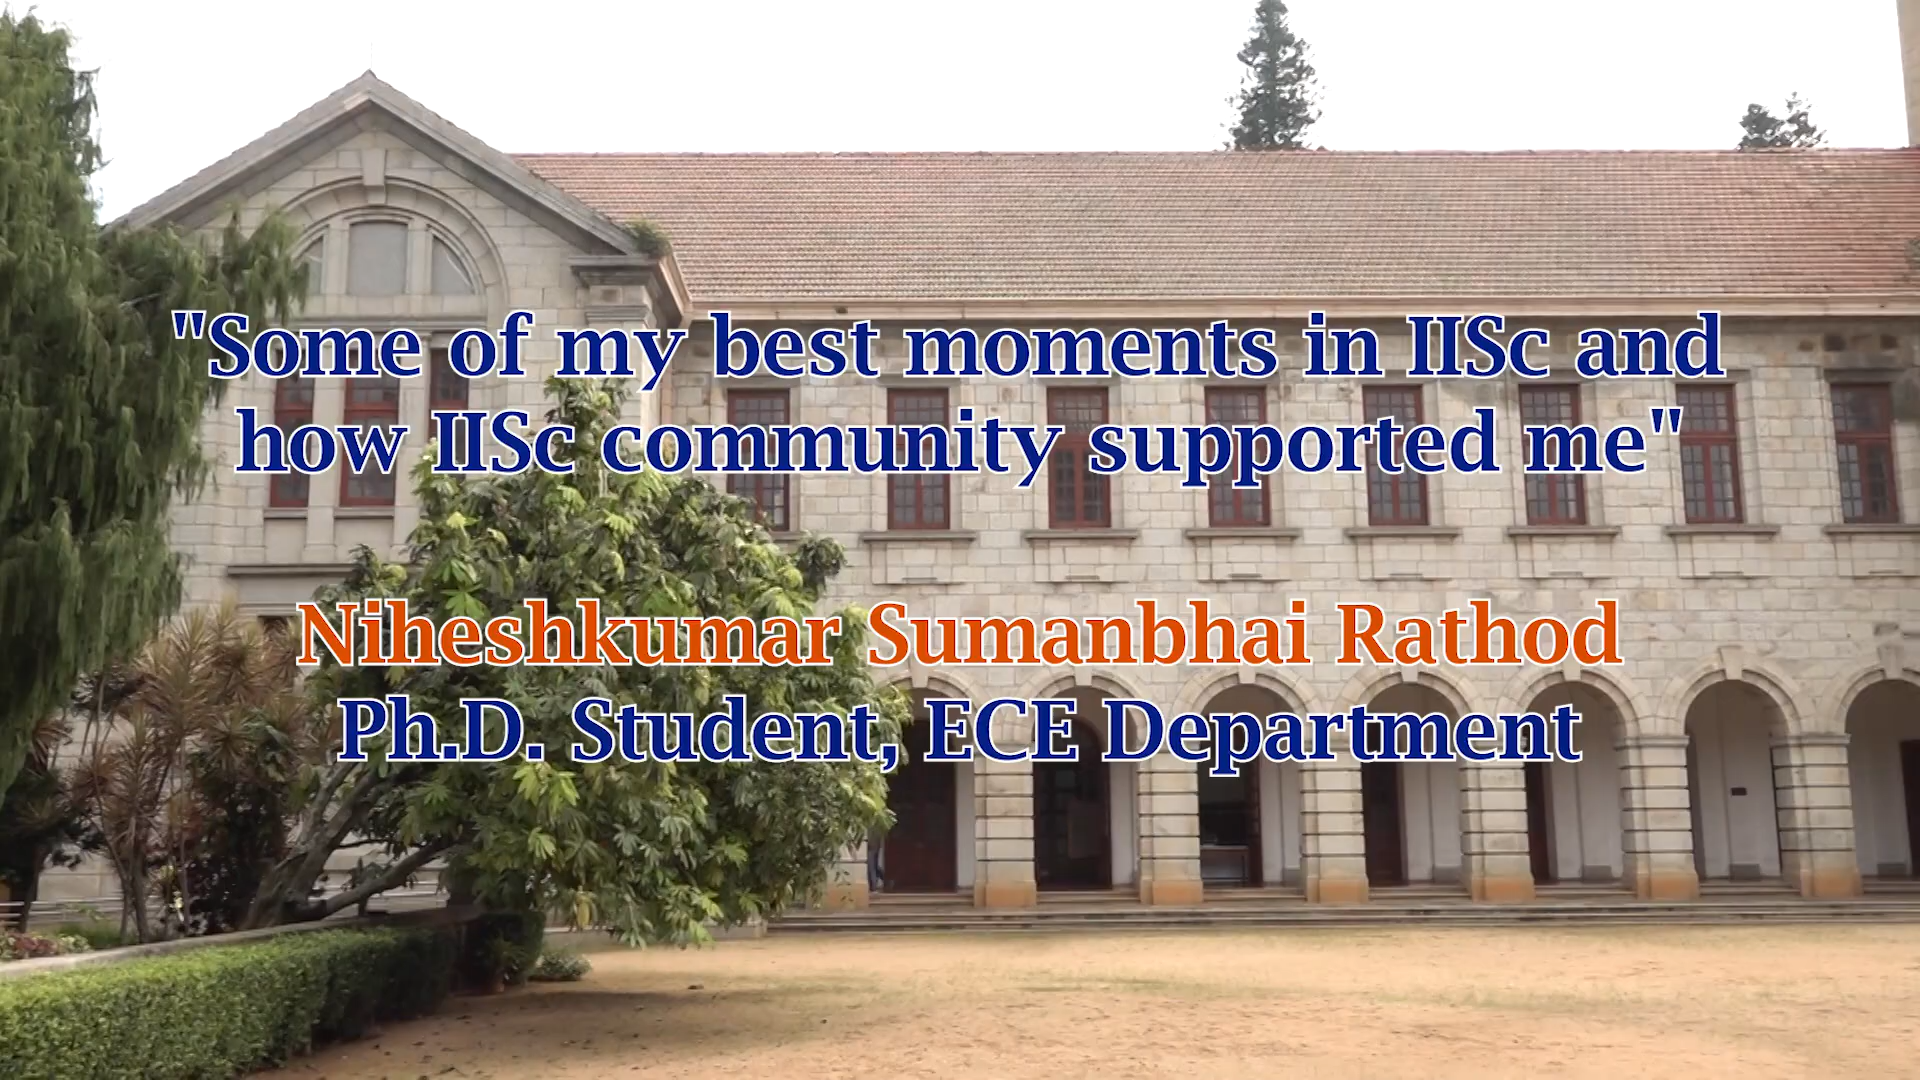 "Some of my best moments in IISc and
how IISc community supported me"
Niheshkumar Sumanbhai Rathod
Ph.D. Student, ECE Department